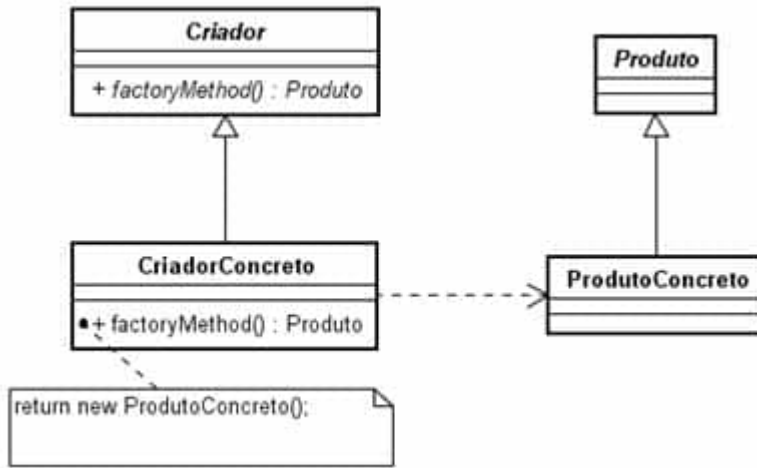 Criador
+ factoryMethod() : Produto
Produto
CriadorConcreto
+ factoryMethod() : Produto
ProdutoConcreto
return new ProdutoConcreto();